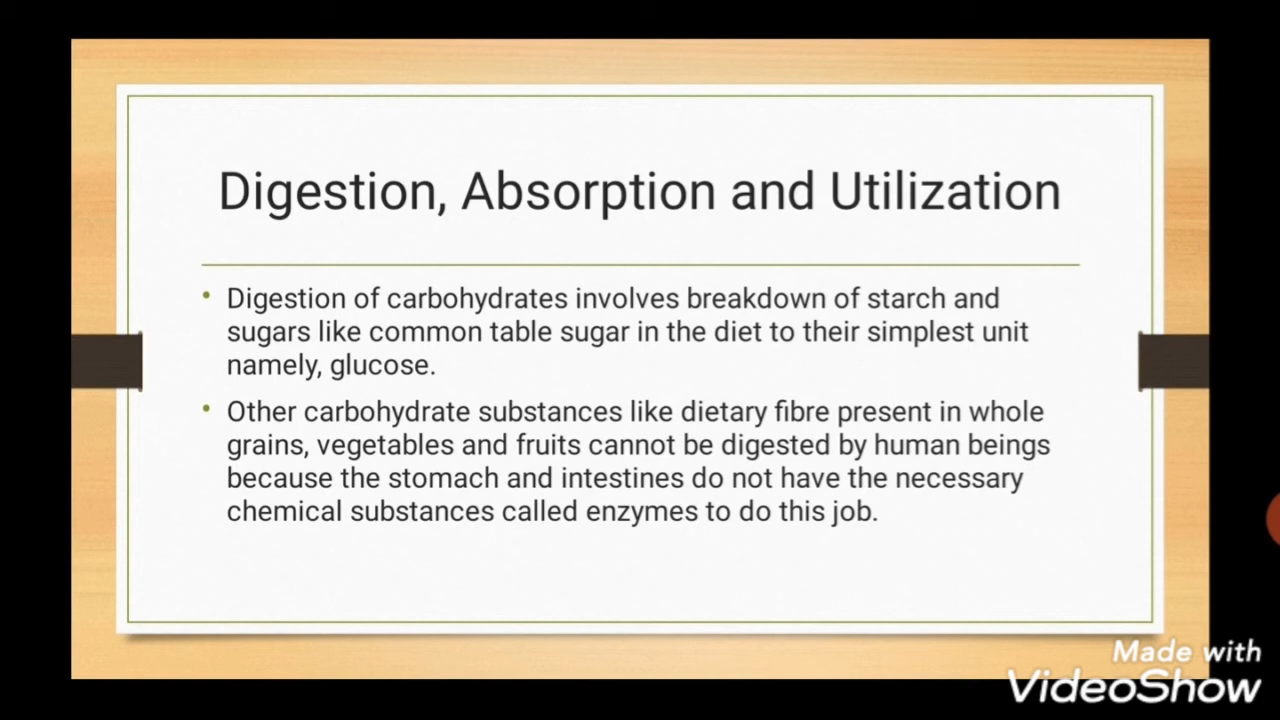 Digestion, Absorption and Utilization
• Digestion of carbohydrates involves breakdown of starch and
sugars like common table sugar in the diet to their simplest unit
namely, glucose.
• Other carbohydrate substances like dietary fibre present in whole
grains, vegetables and fruits cannot be digested by human beings
because the stomach and intestines do not have the necessary
chemical substances called enzymes to do this job.
Made with
VideoShow